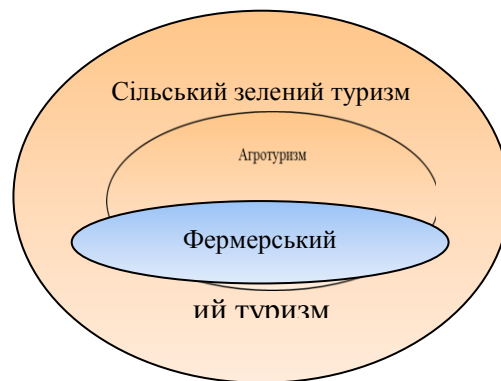 Сільський зелений туризм
Агротуризм
Фермерський
ий туризм